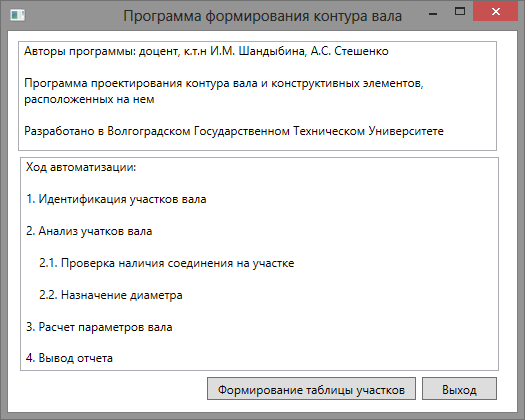 Программа формирования контура вала
Авторы программы: доцент, к.т.н И.М. Шандыбина, А.С. Стешенко
Программа проектирования контура вала и конструктивных элементов,
расположенных на нем
Разработано в Волгоградском Государственном Техническом Университете
Ход автоматизации:
1. Идентификация участков вала
2. Анализ учатков вала
2.1. Проверка наличия соединения на участке
2.2. Назначение диаметра
3. Расчет параметров вала
4. Вывод отчета
Формирование таблицы участков
Выход